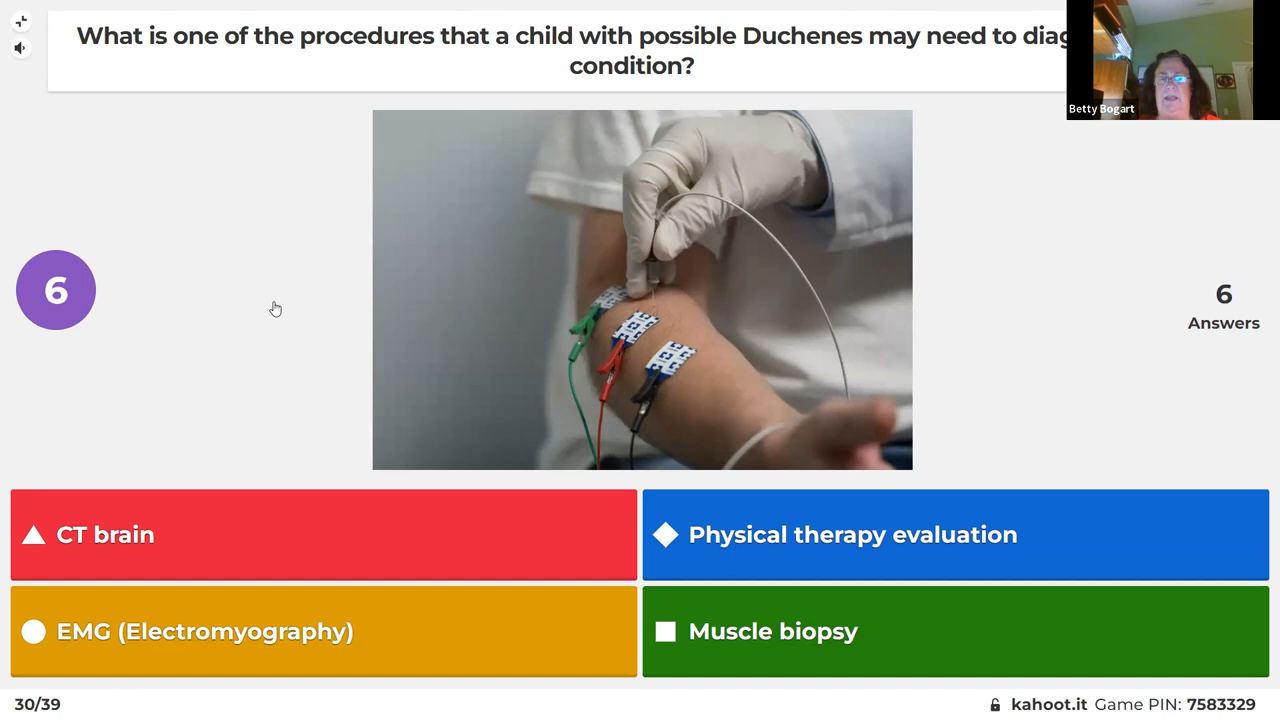 What is one of the procedures that a child with possible Duchenes may need to
condition?
Betty Bogart
6
6
Answers
CT brain
Physical therapy evaluation
EMG (Electromyography)
Muscle biopsy
30/39
kahoot.it Game PIN: 7583329